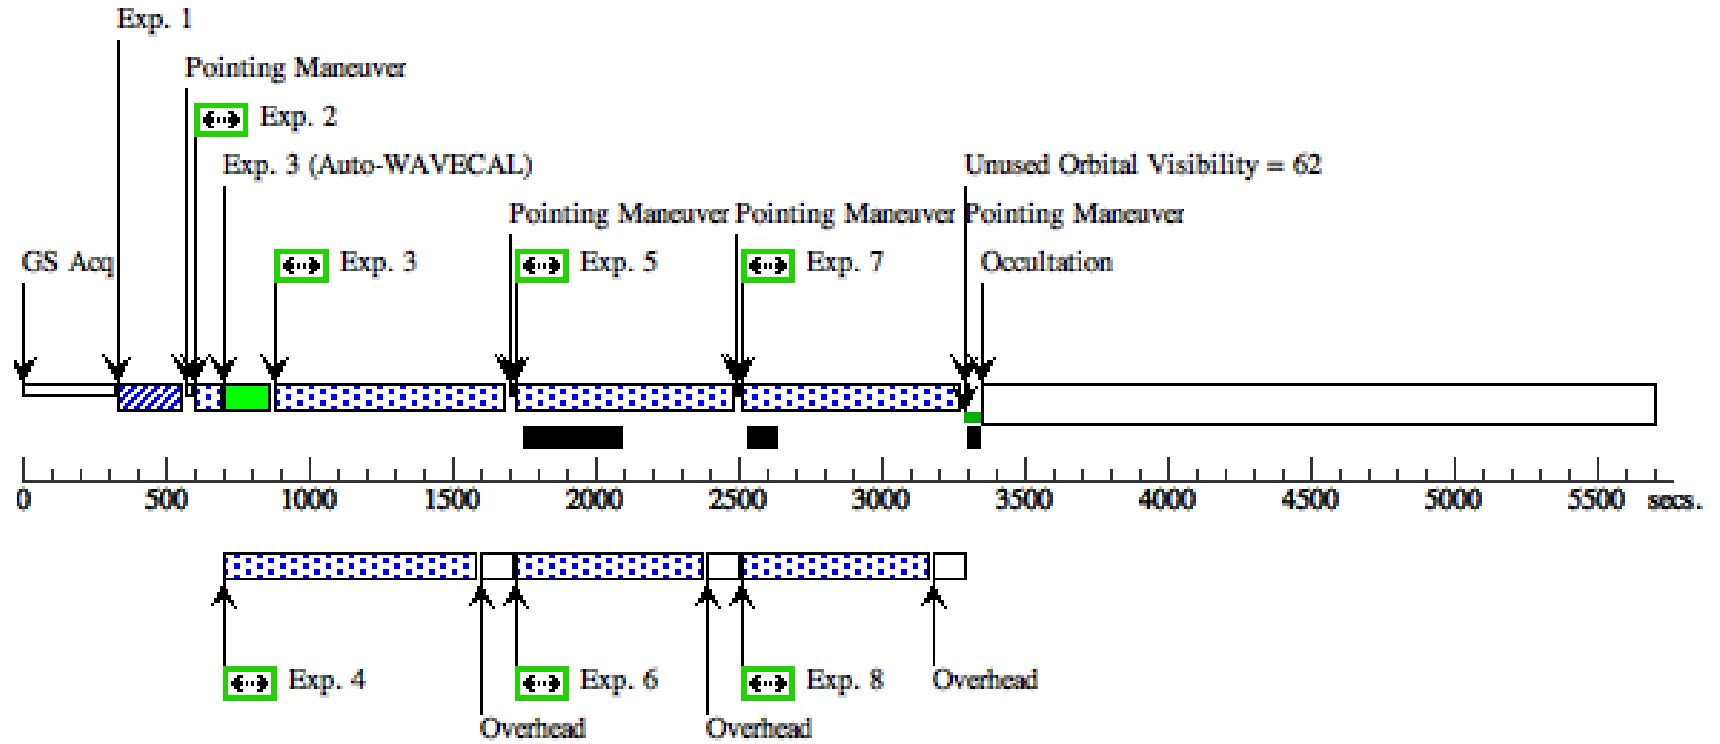 Exp. 1
Pointing Maneuver
Exp. 2
Exp. 3 (Auto-WAVECAL)
Unused Orbital Visibility = 62
Pointing Maneuver Pointing Maneuver Pointing Maneuver
GS Acq Exp. 3 Exp. 5 Exp. 7 Occultation
0 500 1000 1500 2000 2500 3000 3500 4000 4500 5000 5500 secs.
Exp. 4 Exp. 6 Exp. 8 Overhead
Overhead Overhead